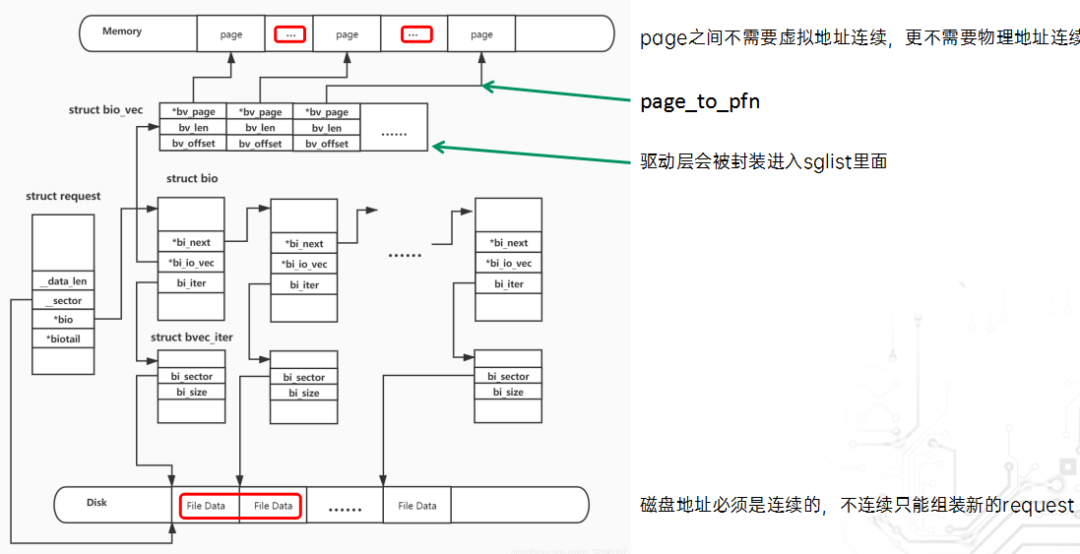 Memory
page
...
page
...
page
page之间不需要虚拟地址连续，更不需要物理地址连续
struct bio_vec
*bv_page
*bv_page
*bv_page
bv_len
bv_len
bv_len
bv_offset
bv_offset
bv_offset
......
page_to_pfn
驱动层会被封装进入sglist里面
struct bio
struct request
*bi_next
*bi_io_vec
bi_iter
*bi_next
*bi_io_vec
bi_iter
......
*bi_next
*bi_io_vec
bi_iter
__data_len
__sector
*bio
*biotail
struct bvec_iter
bi_sector
bi_size
bi_sector
bi_size
bi_sector
bi_size
Disk
File Data
File Data
......
File Data
磁盘地址必须是连续的，不连续只能组装新的request